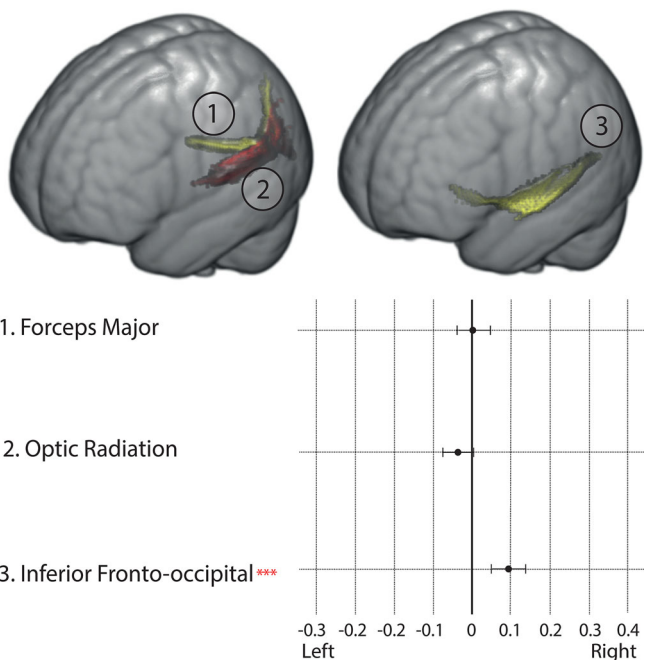 1
2
3
1. Forceps Major
2. Optic Radiation
3. Inferior Fronto-occipital ***
-0.3 -0.2 -0.2 -0.1 0 0.1 0.2 0.3 0.4
Left Right